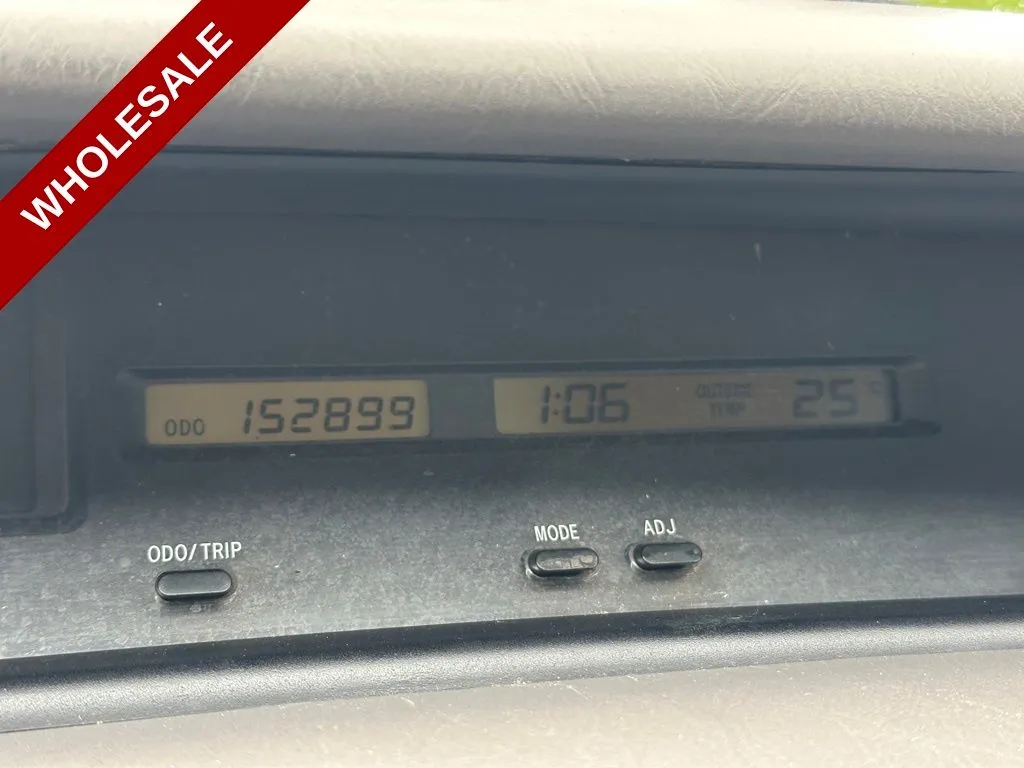 WHOLESALE
ODO 152899
1:06 OUTSIDE TEMP 25 °C
ODO/TRIP
MODE
ADJ